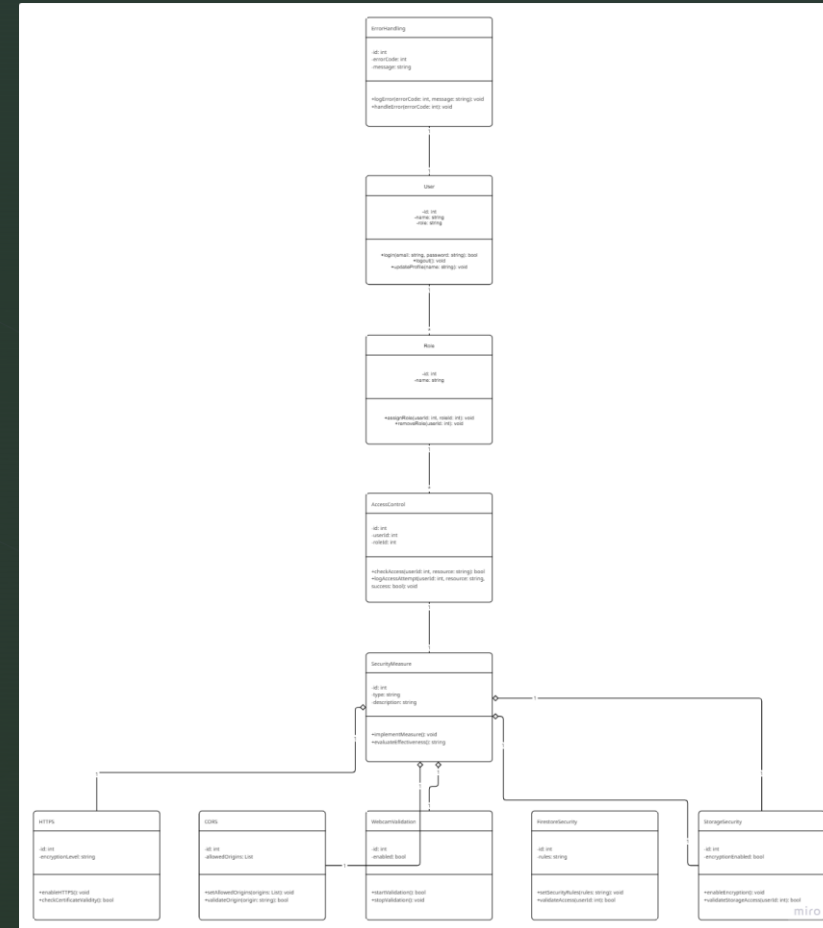 ErrorHandling
-id: int
-errorCode: int
-message: string
+logError(errorCode: int, message: string): void
+handleError(errorCode: int): void
User
-id: int
-name: string
-role: string
+login(email: string, password: string): bool
+logout(): void
+updateProfile(name: string): void
Role
-id: int
-name: string
+assignRole(userId: int, roleId: int): void
+removeRole(userId: int): void
AccessControl
-id: int
-userId: int
-roleId: int
+checkAccess(userId: int, resource: string): bool
+logAccessAttempt(userId: int, resource: string,
success: bool): void
SecurityMeasure
-id: int
-type: string
-description: string
+implementMeasure(): void
+evaluateEffectiveness(): string
HTTPS
-id: int
-encryptionLevel: string
+enableHTTPS(): void
+checkCertificateValidity(): bool
CORS
-id: int
-allowedOrigins: List
+setAllowedOrigins(origins: List): void
+validateOrigin(origin: string): bool
WebcamValidation
-id: int
-enabled: bool
+startValidation(): bool
+stopValidation(): void
FirestoreSecurity
-id: int
-rules: string
+setSecurityRules(rules: string): void
+validateAccess(userId: int): bool
StorageSecurity
-id: int
-encryptionEnabled: bool
+enableEncryption(): void
+validateStorageAccess(userId: int): bool
miro